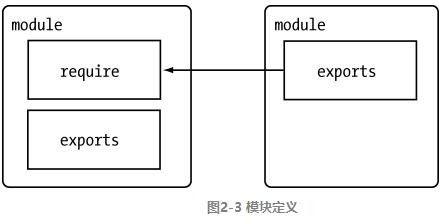 module
require
exports
module
exports
图2-3 模块定义